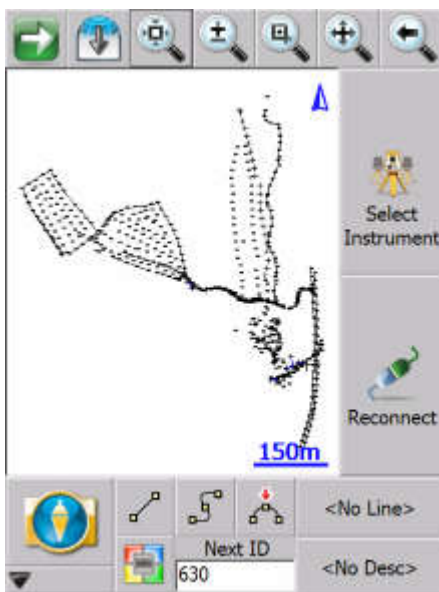 Select
Instrument
Reconnect
150m
<No Line>
Next ID
630
<No Desc>